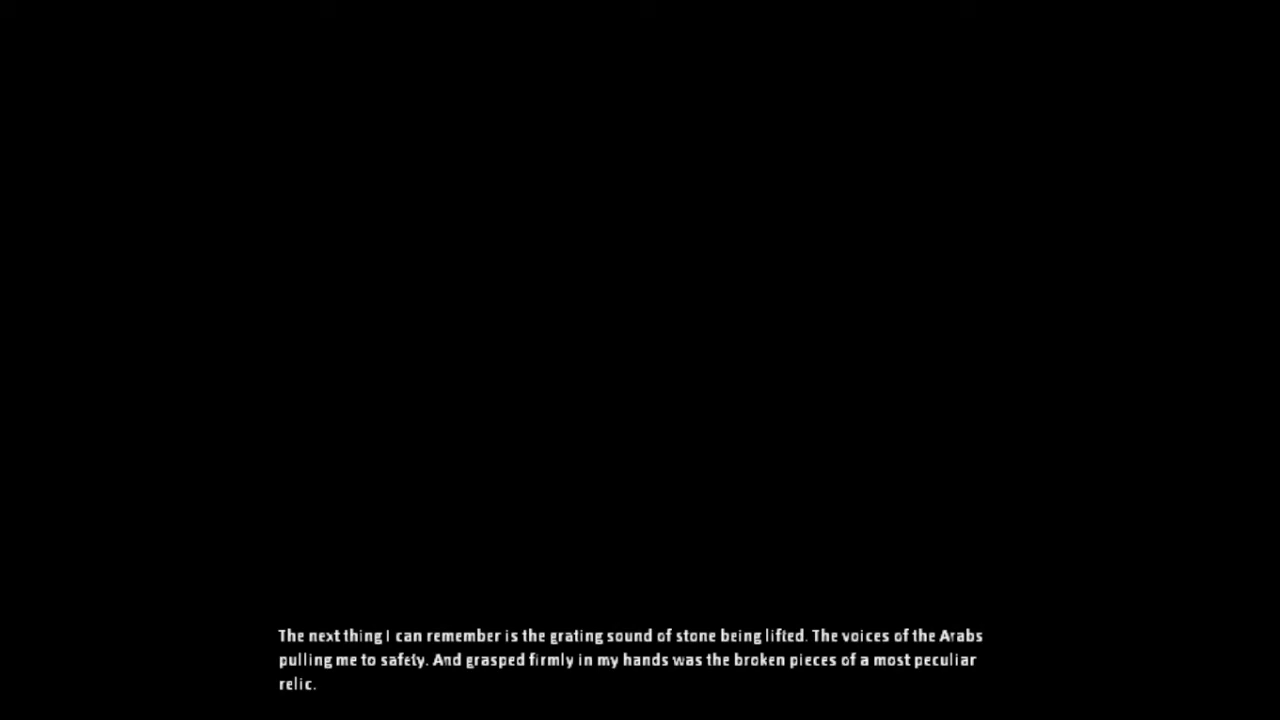 The next thing I can remember is the grating sound of stone being lifted. The voices of the Arabs
pulling me to safety. And grasped firmly in my hands was the broken pieces of a most peculiar
relic.